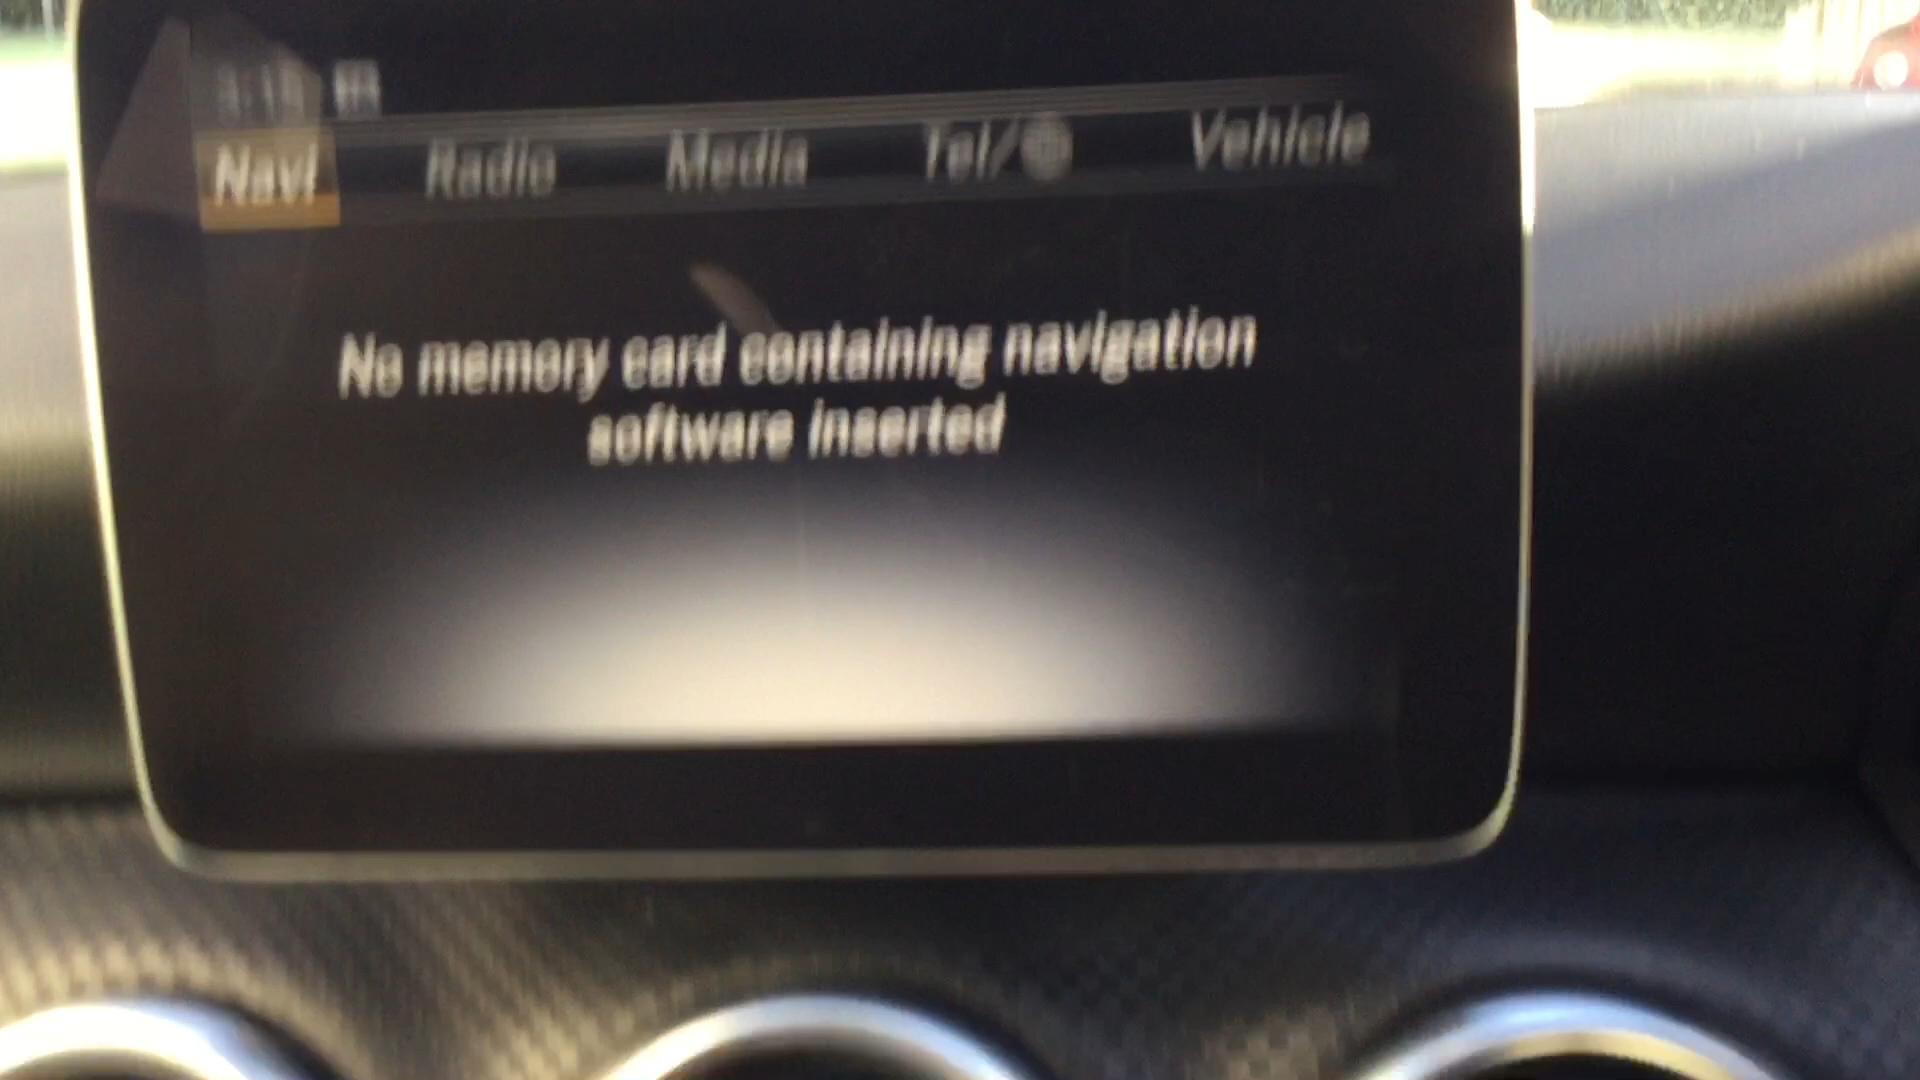 Navi Radio Media Tel/ Vehicle
No memory card containing navigation
software inserted